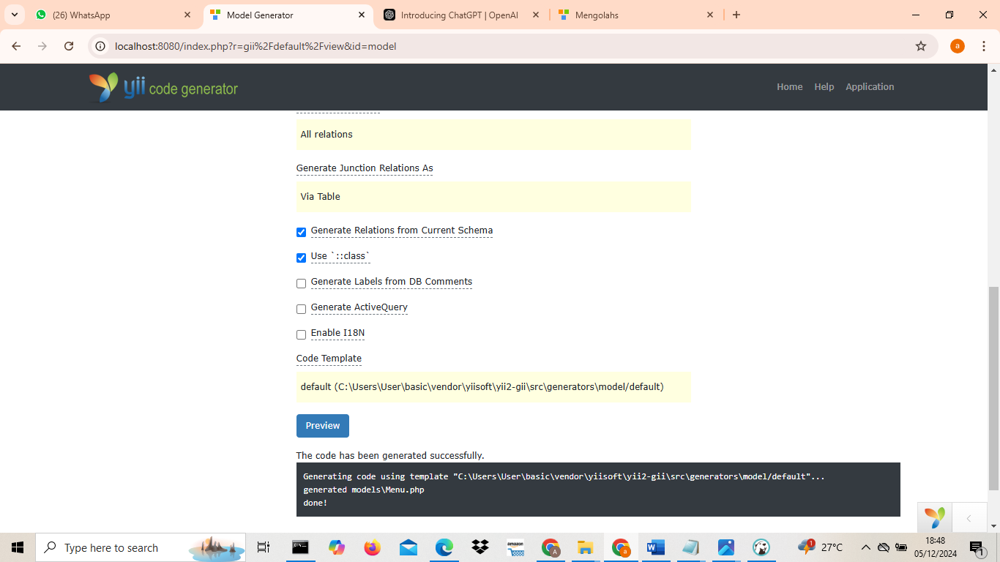 (26) WhatsApp
Model Generator
Introducing ChatGPT | OpenAI
Mengolahs
localhost:8080/index.php?r=gii%2Fdefault%2Fview&id=model
a
yii code generator
Home
Help
Application
All relations
Generate Junction Relations As
Via Table
Generate Relations from Current Schema
Use `::class`
Generate Labels from DB Comments
Generate ActiveQuery
Enable I18N
Code Template
default (C:\Users\User\basic\vendor\yiisoft\yii2-gii\src\generators\model/default)
Preview
The code has been generated successfully.
Generating code using template "C:\Users\User\basic\vendor\yiisoft\yii2-gii\src\generators\model/default"...
generated models\Menu.php
done!
Type here to search
amazon
A
a
1
27°C
18:48
05/12/2024
1